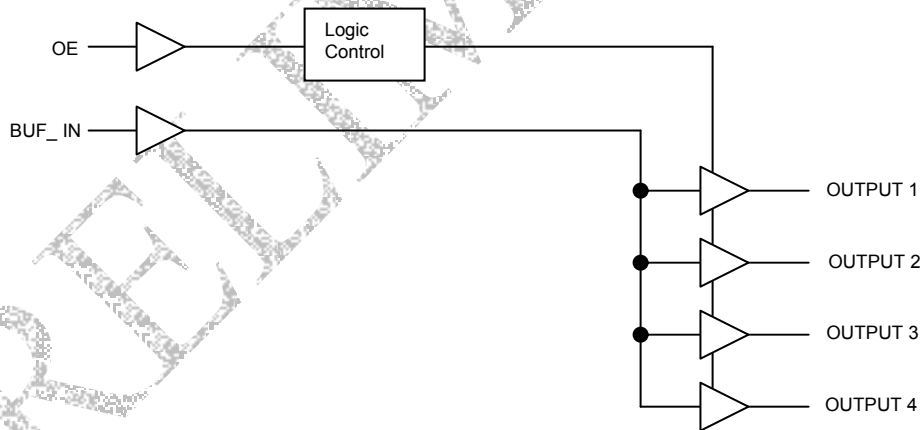 OE
Logic
Control
BUF_ IN
OUTPUT 1
OUTPUT 2
OUTPUT 3
OUTPUT 4